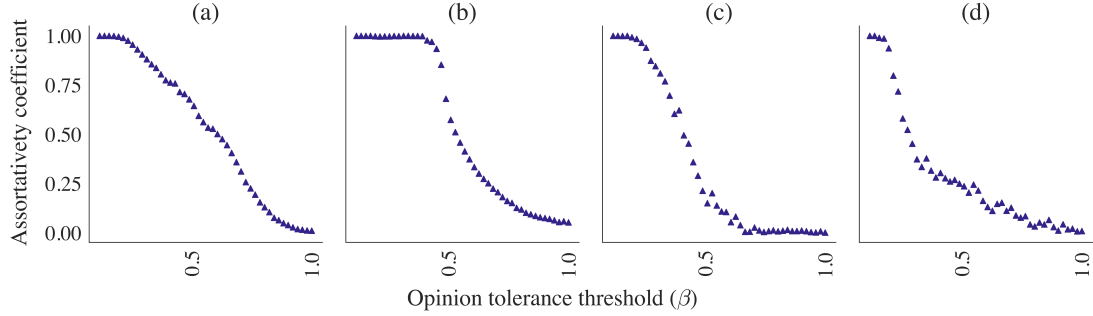 (a) (b) (c) (d)
Assortativety coefficient
1.00
0.75
0.50
0.25
0.00
0.5 1.0 0.5 1.0 0.5 1.0 0.5 1.0
Opinion tolerance threshold (β)